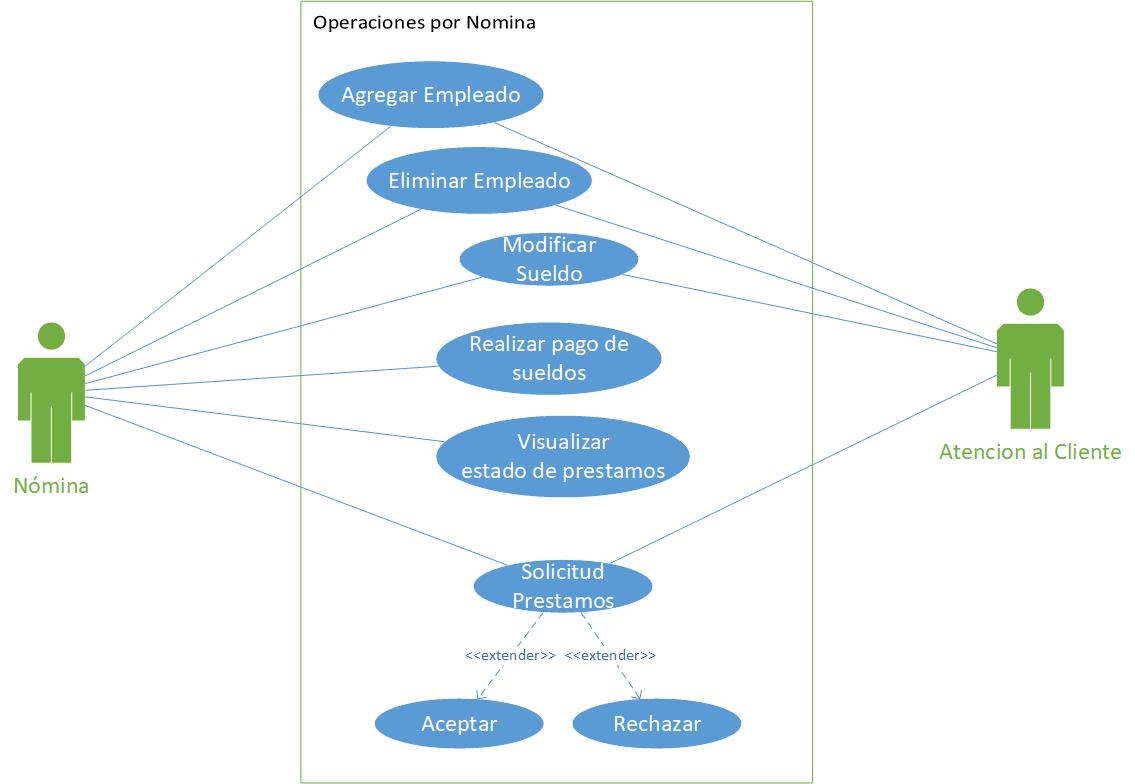 Operaciones por Nomina
Agregar Empleado
Eliminar Empleado
Modificar
Sueldo
Realizar pago de
sueldos
Visualizar
estado de prestamos
Nómina
Atencion al Cliente
Solicitud
Prestamos
<<extender>>
<<extender>>
Aceptar
Rechazar